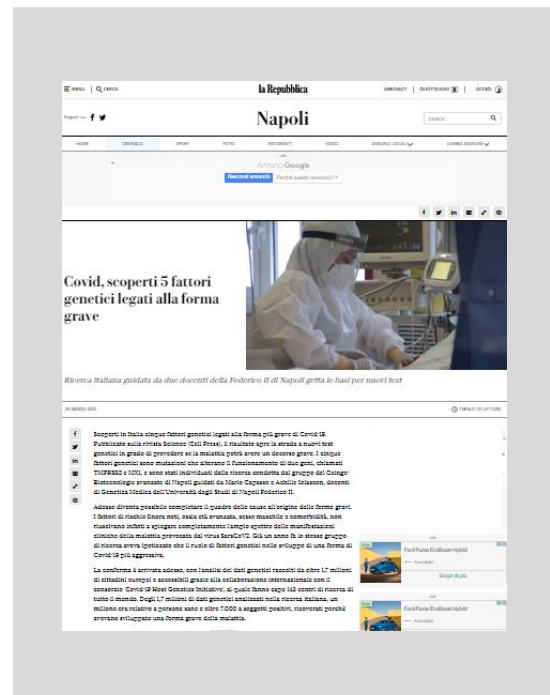 MENU | CERCA
la Repubblica
ABBONATI | QUOTIDIANO | ACCEDI
Seguici su:
Napoli
CERCA
HOME CRONACA SPORT FOTO RISTORANTI VIDEO ANNUNCI LOCALI CAMBIA EDIZIONE
Annunci Google
Nascondi annuncio Perché questo annuncio?
Covid, scoperti 5 fattori
genetici legati alla forma
grave
Ricerca italiana guidata da due docenti della Federico II di Napoli getta le basi per nuovi test
1 MINUTI DI LETTURA
Scoperti in Italia cinque fattori genetici legati alla forma più grave di Covid-19.
Pubblicato sulla rivista iScience (Cell Press), il risultato apre la strada a nuovi test
genetici in grado di prevedere se la malattia potrà avere un decorso grave. I cinque
fattori genetici sono mutazioni che alterano il funzionamento di due geni, chiamati
TMPRSS2 e MX1, e sono stati individuati dalla ricerca condotta dal gruppo del Ceinge-
Biotecnologie avanzate di Napoli guidati da Mario Capasso e Achille Iolascon, docenti
di Genetica Medica dell'Università degli Studi di Napoli Federico II.
Adesso diventa possibile completare il quadro delle cause all'origine delle forme gravi.
I fattori di rischio finora noti, ossia età avanzata, sesso maschile e comorbidità, non
riuscivano infatti a spiegare completamente l'ampio spettro delle manifestazioni
cliniche della malattia provocata dal virus SarsCoV2. Già un anno fa lo stesso gruppo
di ricerca aveva ipotizzato che il ruolo di fattori genetici nello sviluppo di una forma di
Covid-19 più aggressiva.
La conferma è arrivata adesso, con l'analisi dei dati genetici raccolti da oltre 1,7 milioni
di cittadini europei e accessibili grazie alla collaborazione internazionale con il
consorzio 'Covid-19 Host Genetics Initiative', al quale fanno capo 143 centri di ricerca di
tutto il mondo. Degli 1,7 milioni di dati genetici analizzati nella ricerca italiana, un
milione era relativo a persone sane e oltre 7.000 a soggetti positivi, ricoverati perché
avevano sviluppato una forma grave della malattia.
Ford Puma EcoBoost Hybrid
Ford Italia
Scopri di più
Ford Puma EcoBoost Hybrid
Ford Italia